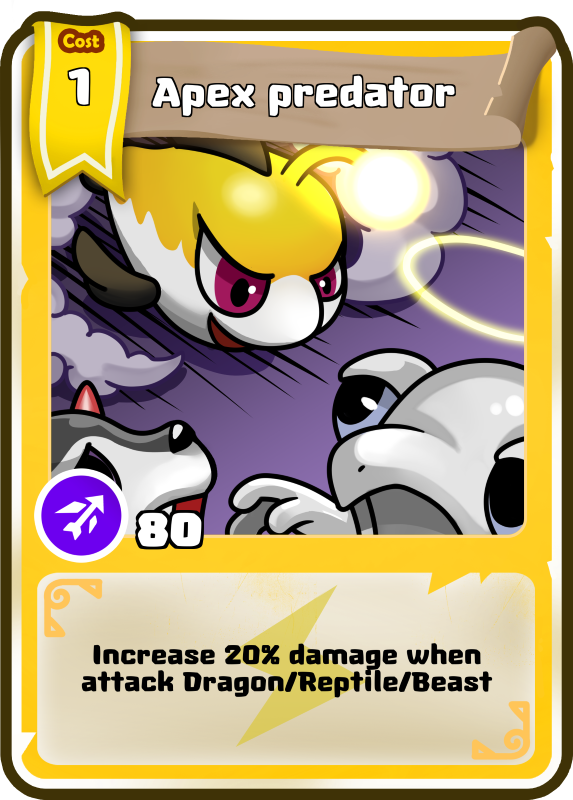 Cost
1
Apex predator
80
Increase 20% damage when
attack Dragon/Reptile/Beast